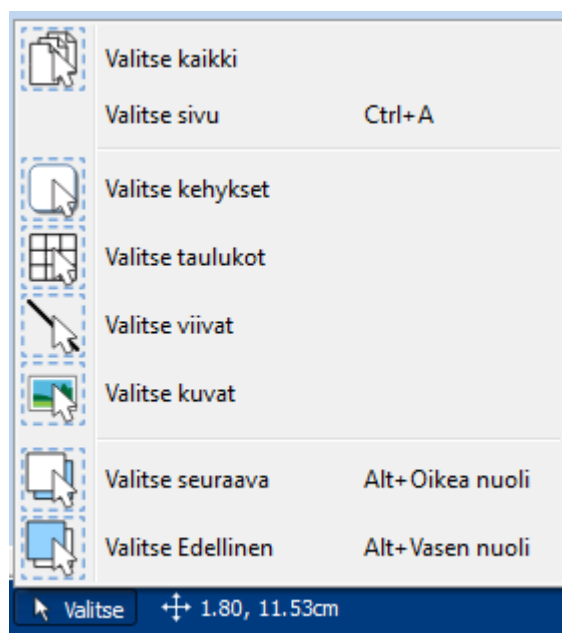 Valitse kaikki
Valitse sivu Ctrl+A
Valitse kehykset
Valitse taulukot
Valitse viivat
Valitse kuvat
Valitse seuraava Alt+Oikea nuoli
Valitse Edellinen Alt+Vasen nuoli
Valitse 1.80, 11.53cm